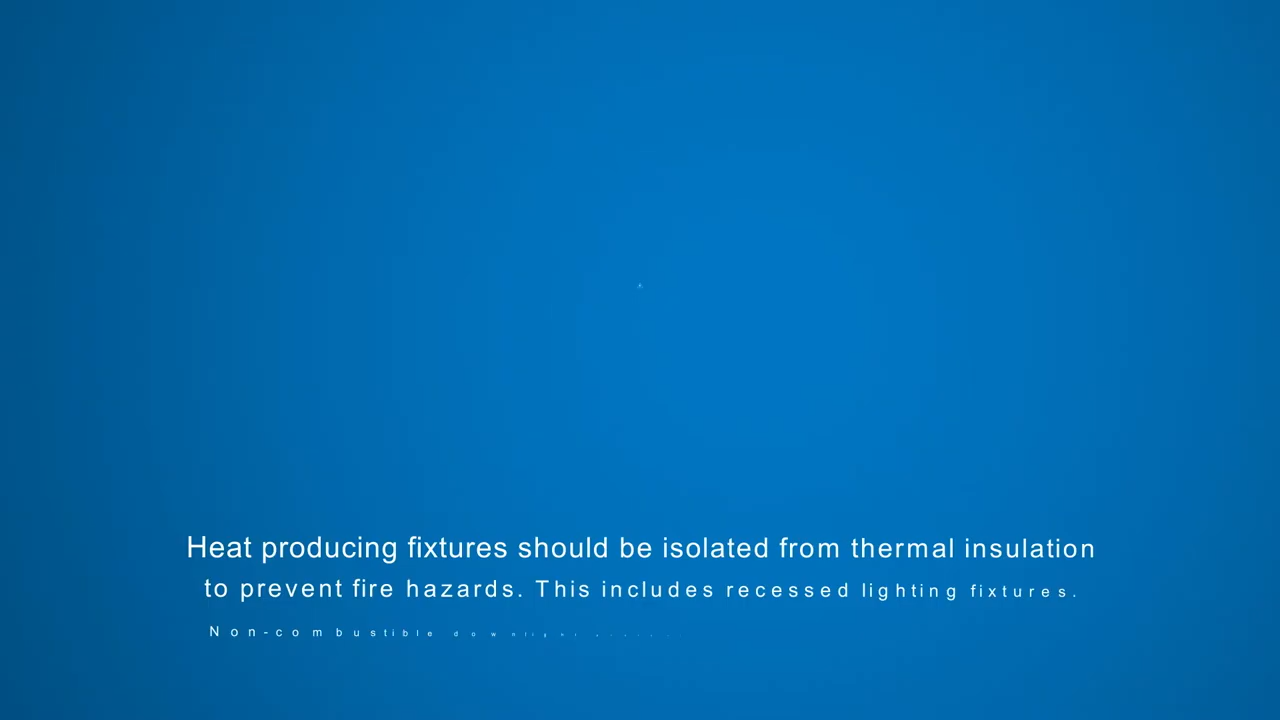 Heat producing fixtures should be isolated from thermal insulation
to prevent fire hazards. This includes recessed lighting fixtures.
Non-combustible downlight